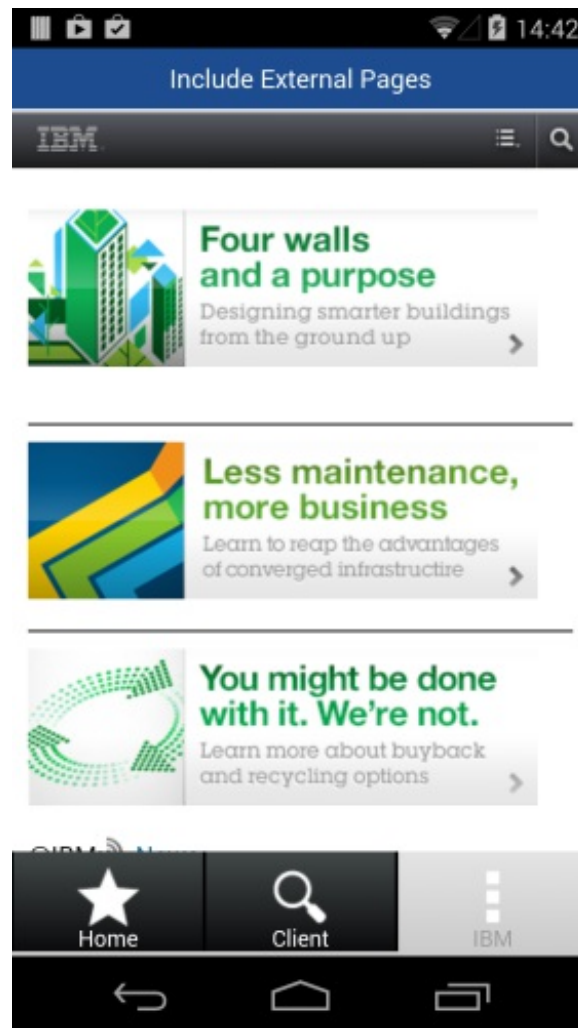 14:42
Include External Pages
IBM
Four walls
and a purpose
Designing smarter buildings
from the ground up
Less maintenance,
more business
Learn to reap the advantages
of converged infrastructire
You might be done
with it. We're not.
Learn more about buyback
and recycling options
Home
Client
IBM